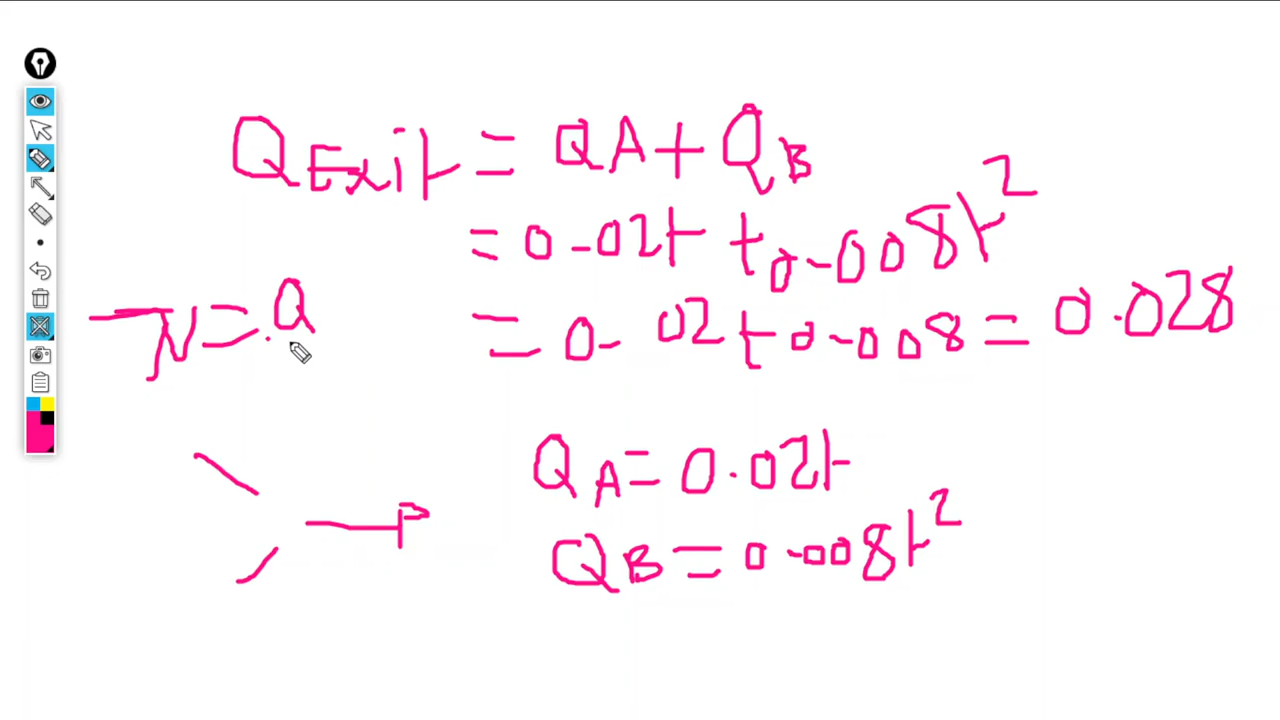 QExit = QA + QB
= 0.02t + 0.008t²
= 0.02 + 0.008 = 0.028
V = Q
QA = 0.02t
QB = 0.008t²